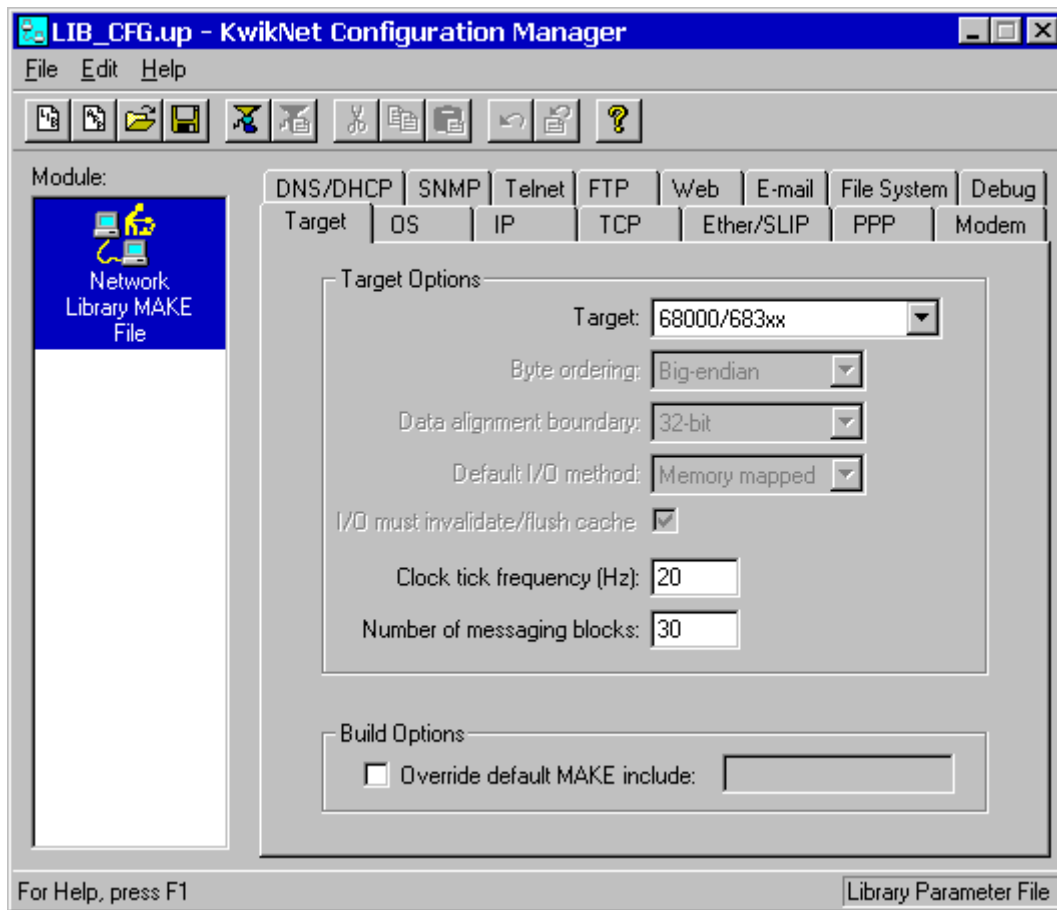 LIB_CFG.up - KwikNet Configuration Manager
File Edit Help
Module:
Network
Library MAKE
File
DNS/DHCP SNMP Telnet FTP Web E-mail File System Debug
Target OS IP TCP Ether/SLIP PPP Modem
Target Options
Target: 68000/683xx
Byte ordering: Big-endian
Data alignment boundary: 32-bit
Default I/O method: Memory mapped
I/O must invalidate/flush cache
Clock tick frequency (Hz): 20
Number of messaging blocks: 30
Build Options
Override default MAKE include:
For Help, press F1
Library Parameter File